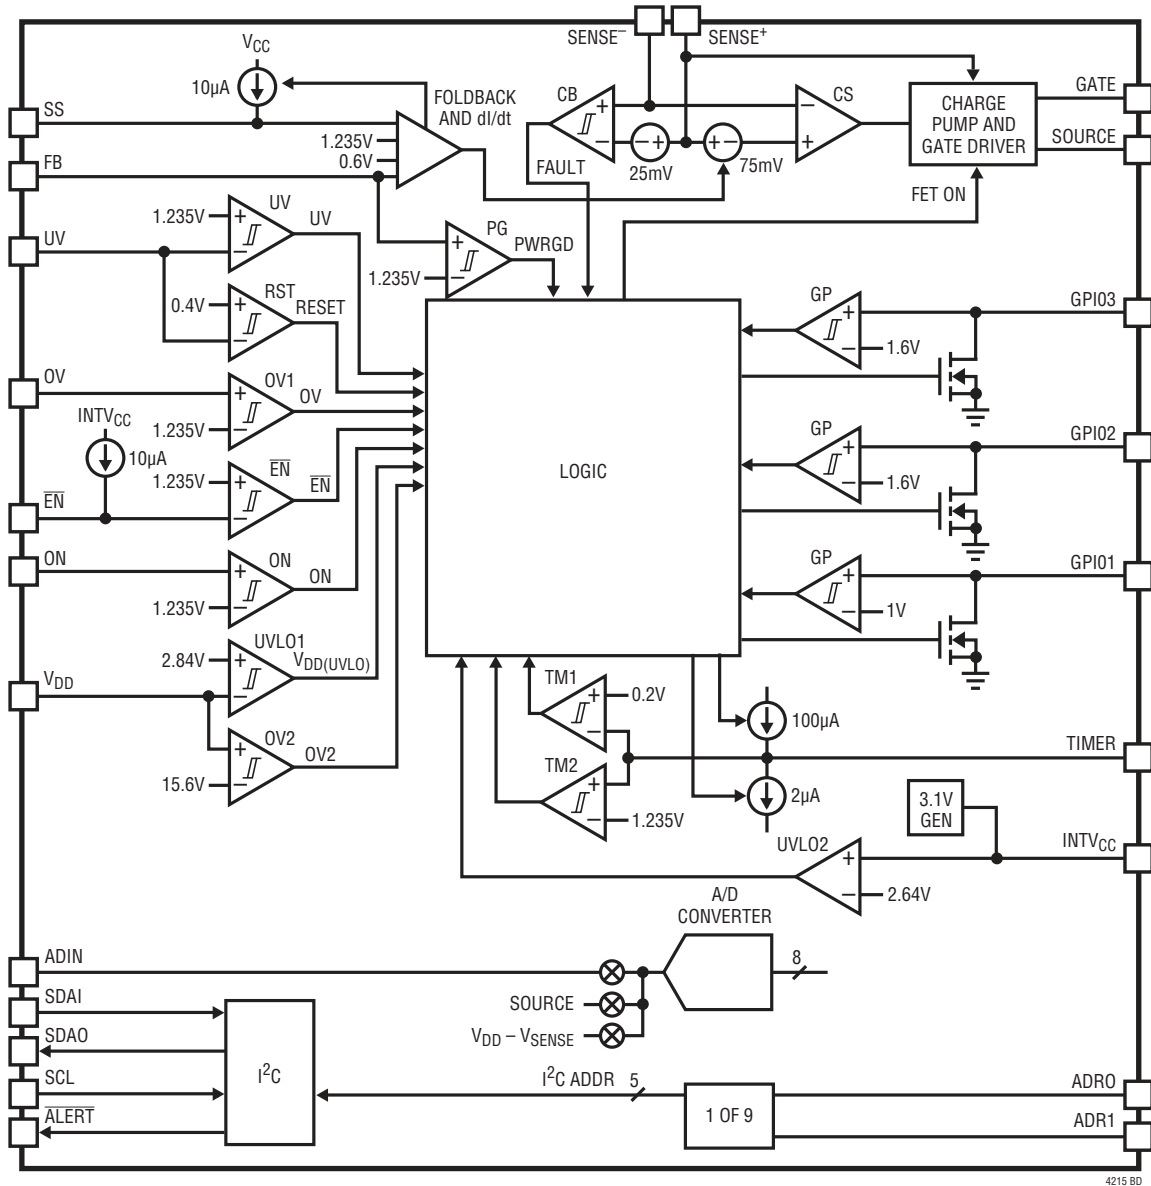 SENSE–
SENSE+
VCC
10µA
SS
FOLDBACK
AND dI/dt
1.235V
0.6V
FB
CB
+
–
FAULT
– +
25mV
+ –
75mV
CS
–
+
CHARGE
PUMP AND
GATE DRIVER
GATE
SOURCE
FET ON
UV
1.235V
+
–
UV
UV
PG
+
–
PWRGD
1.235V
0.4V
+
–
RST
RESET
OV
+
–
OV1
OV
1.235V
INTVCC
10µA
1.235V
+
–
EN
EN
EN
ON
+
–
ON
ON
1.235V
2.84V
+
–
UVLO1
VDD(UVLO)
VDD
+
–
OV2
OV2
15.6V
LOGIC
GP
+
–
1.6V
GPIO3
GP
+
–
1.6V
GPIO2
GP
+
–
1V
GPIO1
TM1
+
–
0.2V
TM2
+
–
1.235V
100µA
2µA
TIMER
3.1V
GEN
INTVCC
UVLO2
+
–
2.64V
A/D
CONVERTER
8
ADIN
SOURCE
VDD – VSENSE
SDAI
SDAO
SCL
ALERT
I2C
I2C ADDR
5
1 OF 9
ADR0
ADR1
4215 BD